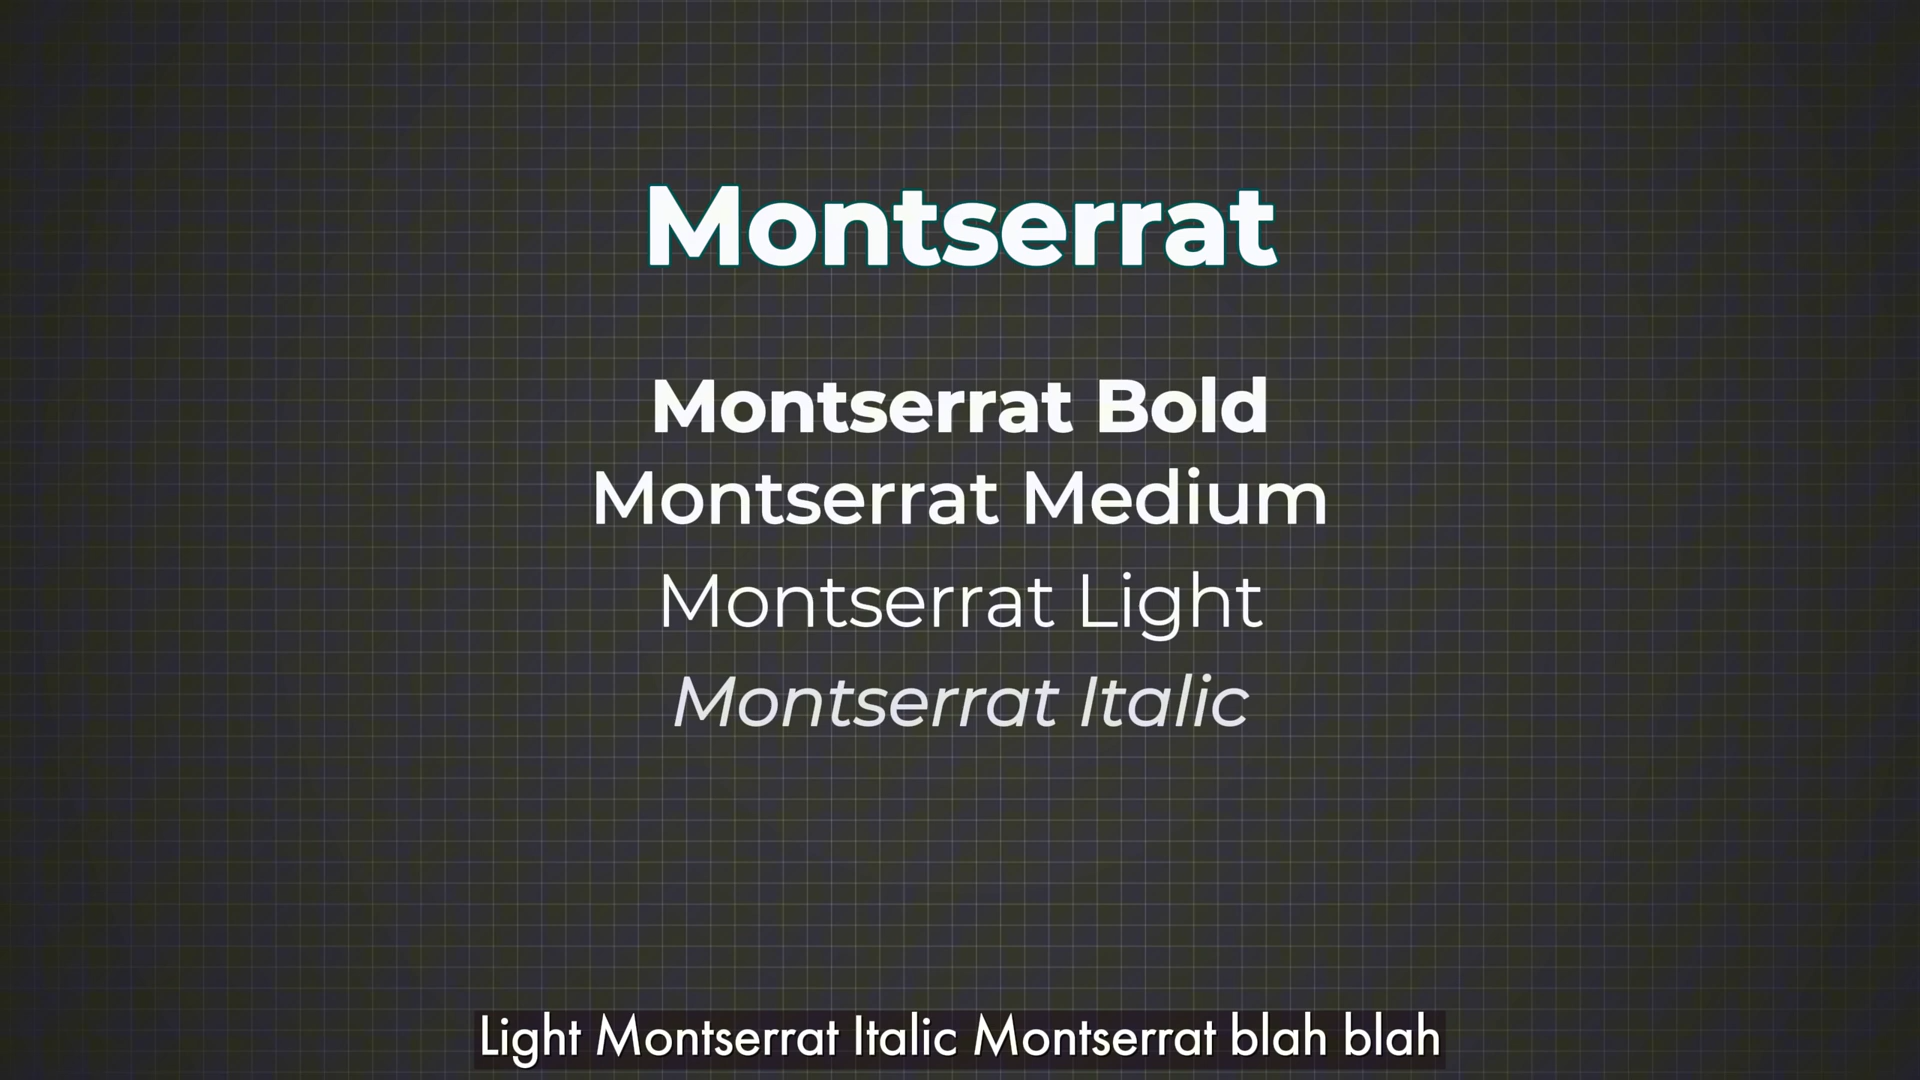 Montserrat
Montserrat Bold
Montserrat Medium
Montserrat Light
Montserrat Italic
Light Montserrat Italic Montserrat blah blah